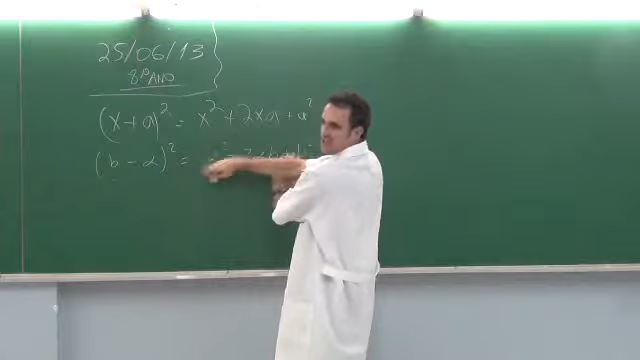 25/06/13
8º ANO
(x+a)² = x² + 2xa + a²
(b - a)² =